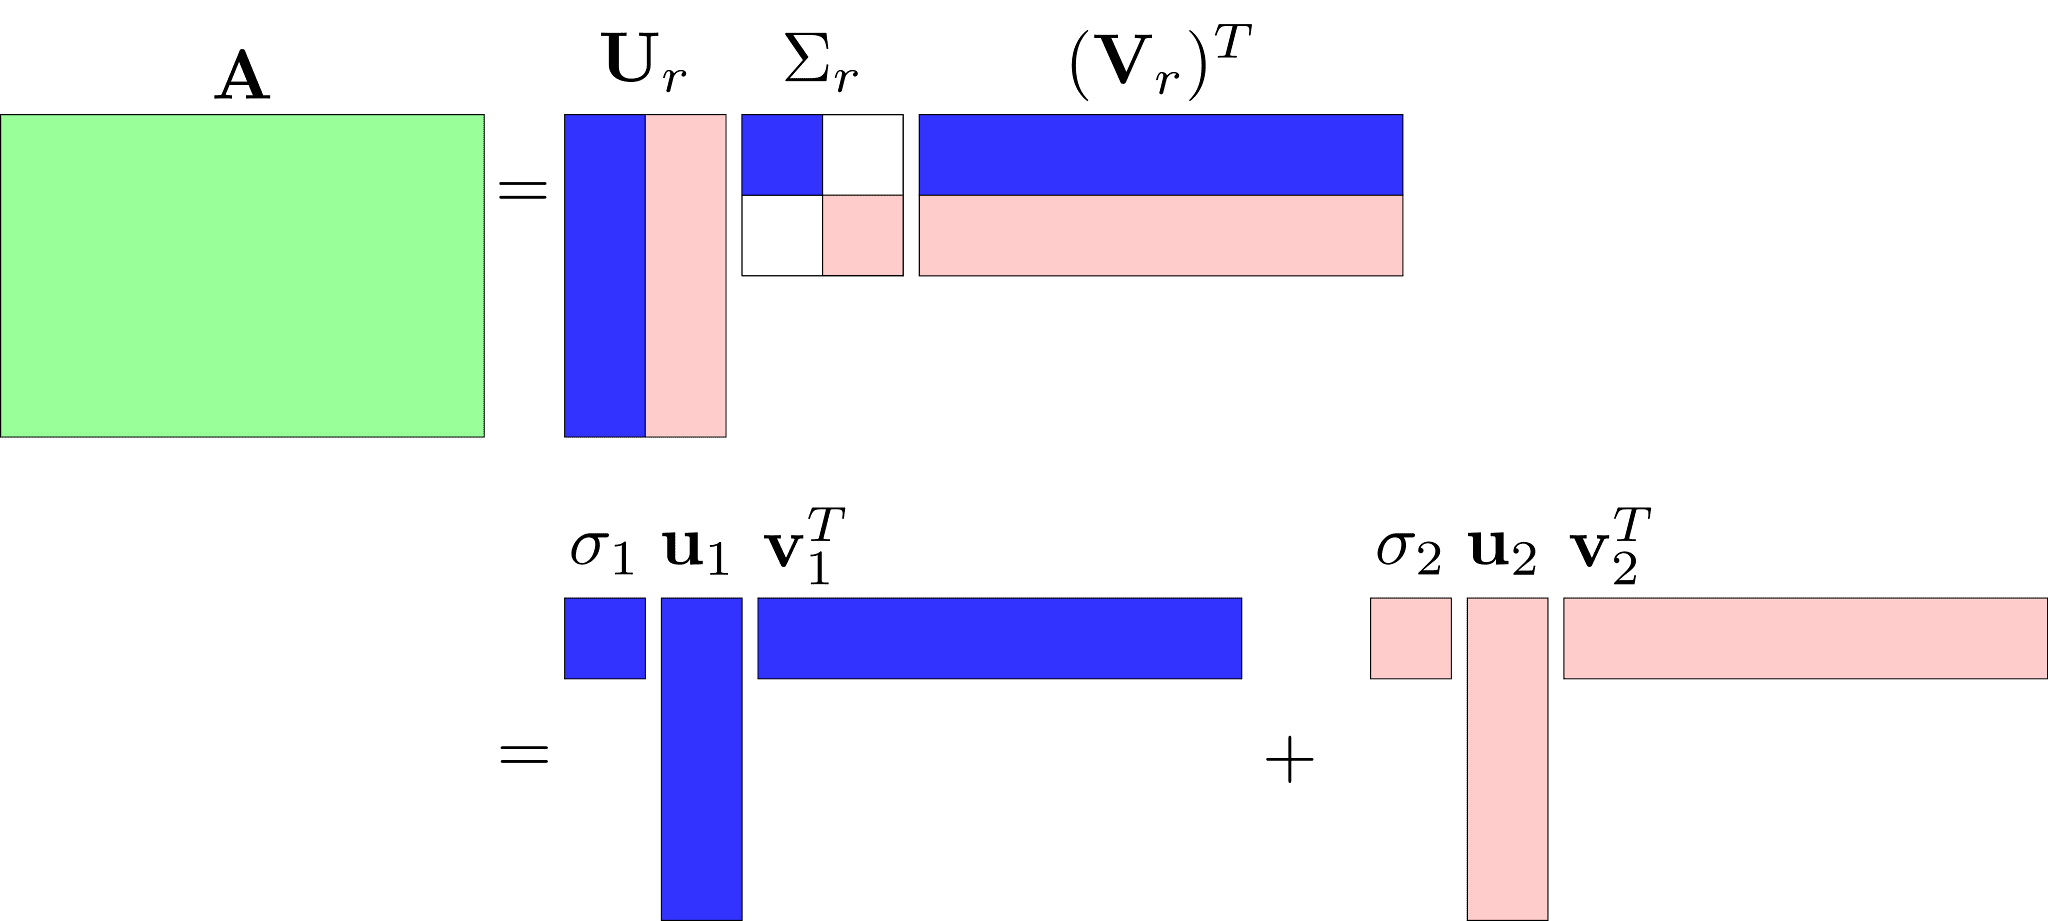 A = U_r Σ_r (V_r)^T
= σ_1 u_1 v_1^T + σ_2 u_2 v_2^T